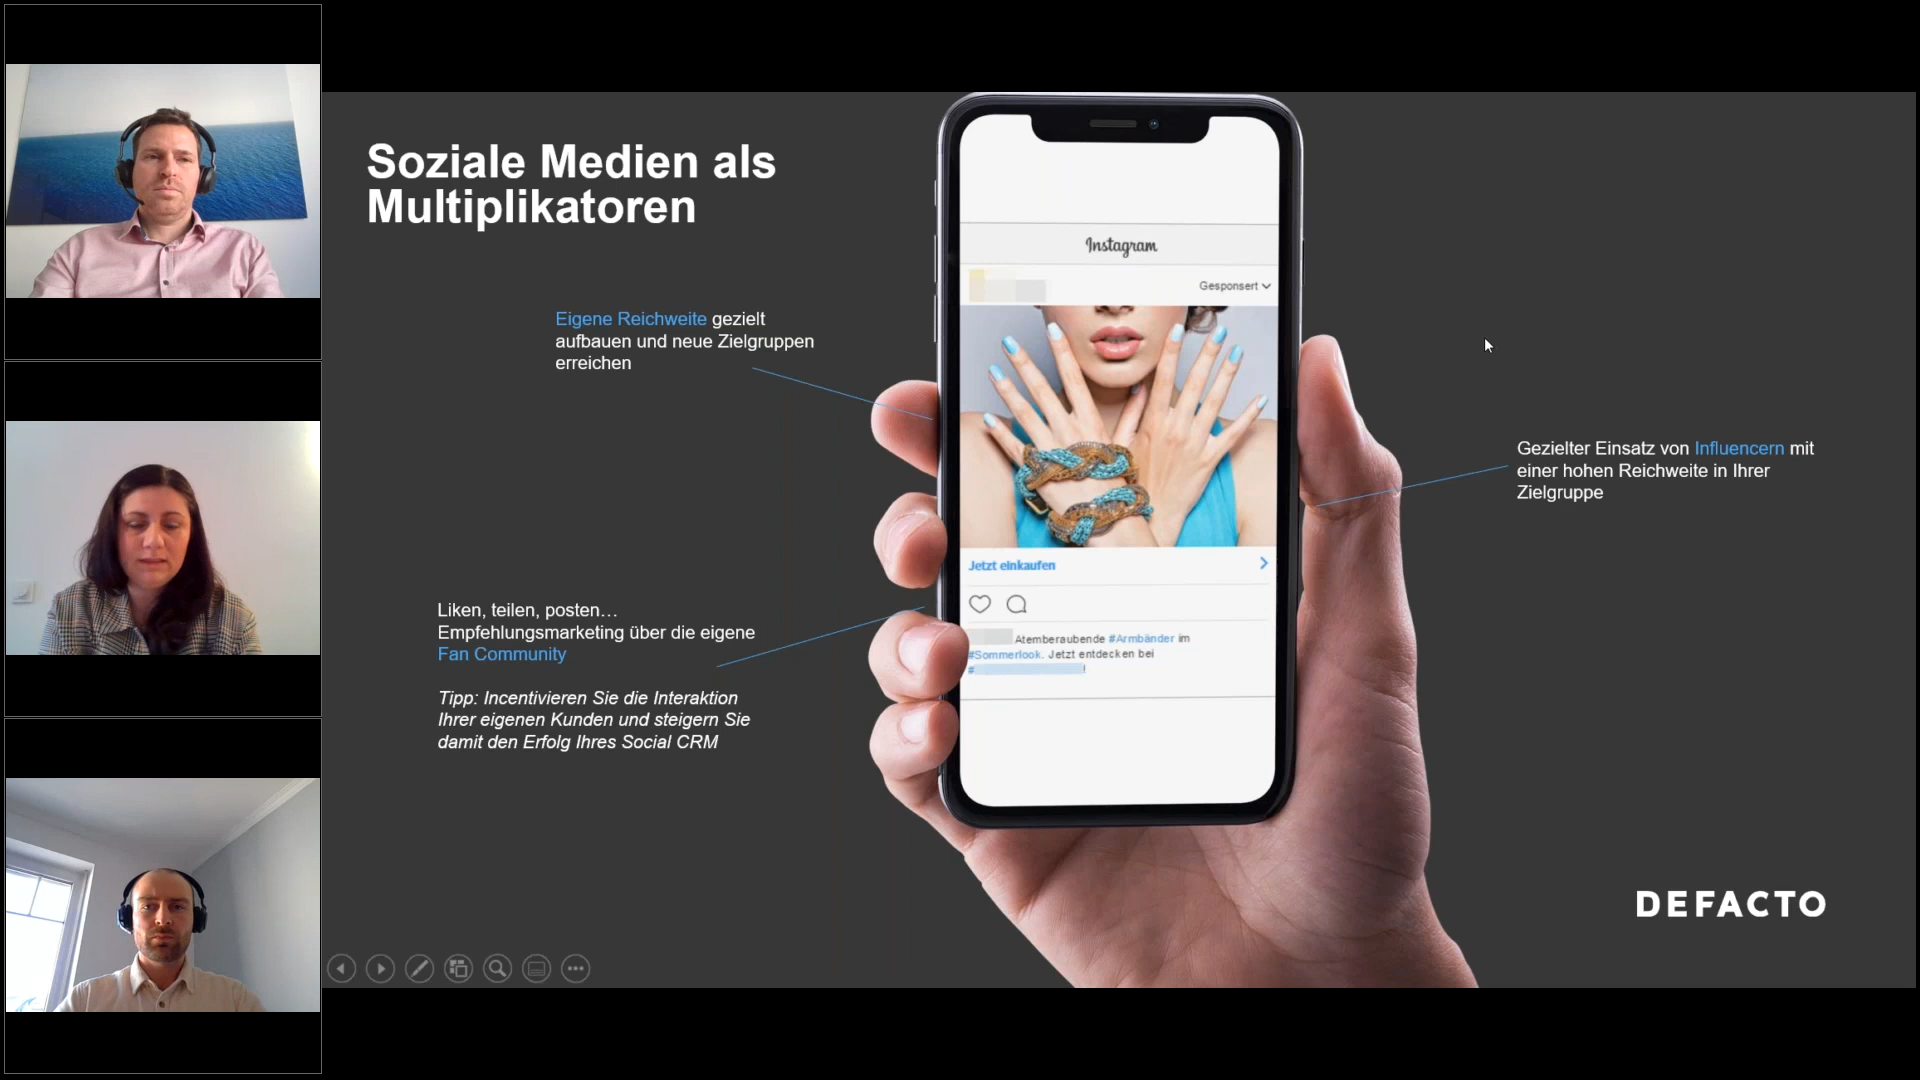 Soziale Medien als
Multiplikatoren
Eigene Reichweite gezielt
aufbauen und neue Zielgruppen
erreichen
Liken, teilen, posten…
Empfehlungsmarketing über die eigene
Fan Community
Tipp: Incentivieren Sie die Interaktion
Ihrer eigenen Kunden und steigern Sie
damit den Erfolg Ihres Social CRM
Instagram
Gesponsert
Jetzt einkaufen
Atemberaubende #Armbänder im
#Sommerlook. Jetzt entdecken bei
# !
Gezielter Einsatz von Influencern mit
einer hohen Reichweite in Ihrer
Zielgruppe
DEFACTO